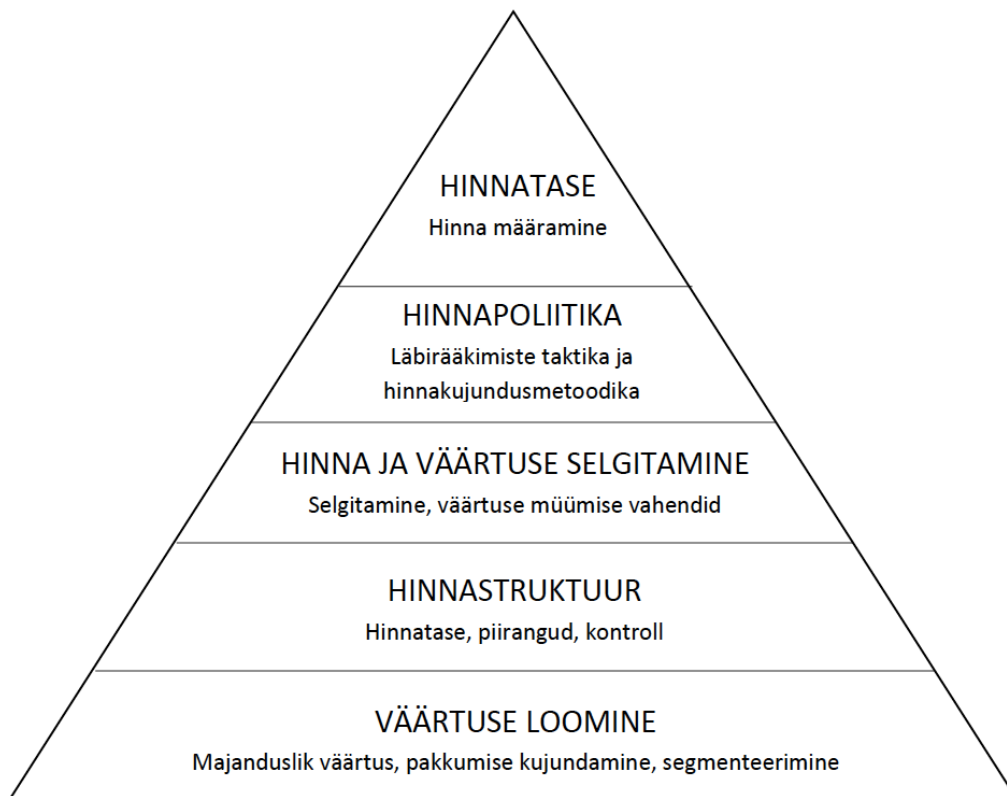 HINNATASE
Hinna määramine
HINNAPOLIITIKA
Läbirääkimiste taktika ja
hinnakujundusmetoodika
HINNA JA VÄÄRTUSE SELGITAMINE
Selgitamine, väärtuse müümise vahendid
HINNASTRUKTUUR
Hinnatase, piirangud, kontroll
VÄÄRTUSE LOOMINE
Majanduslik väärtus, pakkumise kujundamine, segmenteerimine